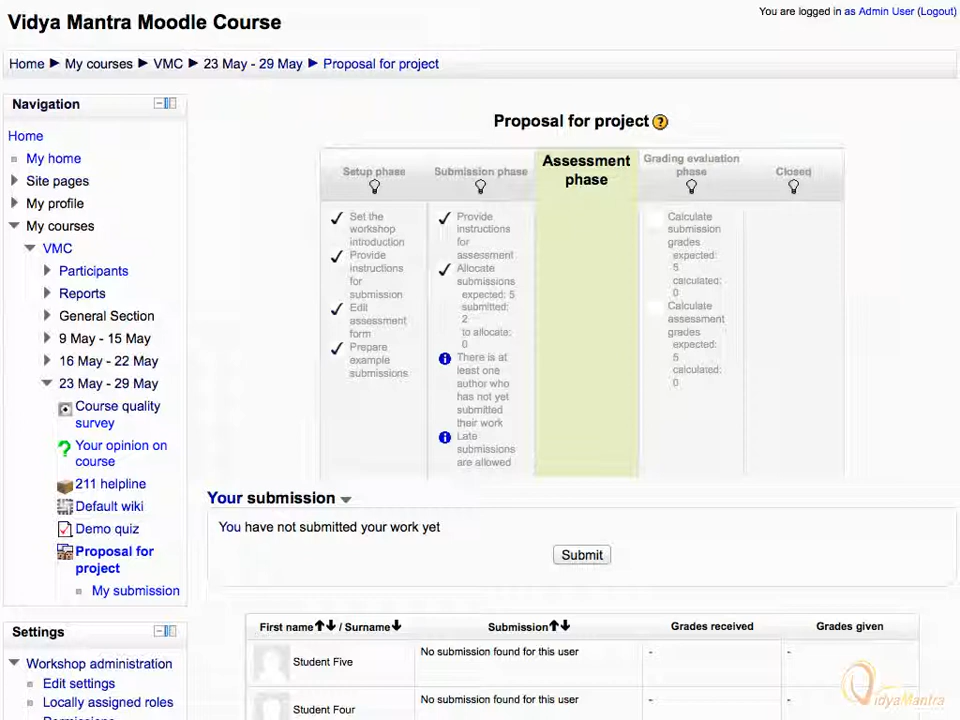 Vidya Mantra Moodle Course
You are logged in as Admin User (Logout)
Home ► My courses ► VMC ► 23 May - 29 May ► Proposal for project
Navigation
Home
My home
Site pages
My profile
My courses
VMC
Participants
Reports
General Section
9 May - 15 May
16 May - 22 May
23 May - 29 May
Course quality
survey
Your opinion on
course
211 helpline
Default wiki
Demo quiz
Proposal for
project
My submission
Settings
Workshop administration
Edit settings
Locally assigned roles
Proposal for project
Setup phase
Set the
workshop
introduction
Provide
instructions
for
submission
Edit
assessment
form
Prepare
example
submissions
Submission phase
Provide
instructions
for
assessment
Allocate
submissions
expected: 5
submitted:
2
to allocate:
0
There is at
least one
author who
has not yet
submitted
their work
Late
submissions
are allowed
Assessment
phase
Grading evaluation
phase
Calculate
submission
grades
expected:
5
calculated:
0
Calculate
assessment
grades
expected:
5
calculated:
0
Closed
Your submission
You have not submitted your work yet
Submit
First name / Surname Submission Grades received Grades given
Student Five No submission found for this user - -
Student Four No submission found for this user - -
VidyaMantra